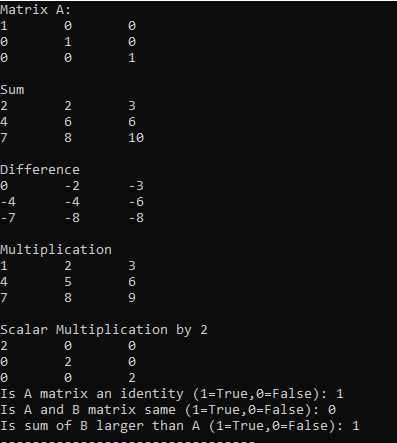 Matrix A:
1 0 0
0 1 0
0 0 1
Sum
2 2 3
4 6 6
7 8 10
Difference
0 -2 -3
-4 -4 -6
-7 -8 -8
Multiplication
1 2 3
4 5 6
7 8 9
Scalar Multiplication by 2
2 0 0
0 2 0
0 0 2
Is A matrix an identity (1=True,0=False): 1
Is A and B matrix same (1=True,0=False): 0
Is sum of B larger than A (1=True,0=False): 1
--------------------------------